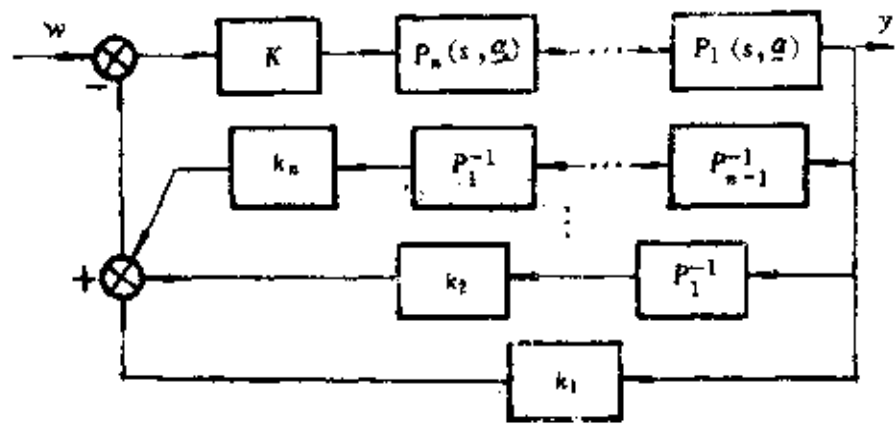 w
y
K
P_n(s,α)
P_1(s,α)
−
k_n
P_1^{-1}
P_{n-1}^{-1}
+
k_2
P_1^{-1}
k_1